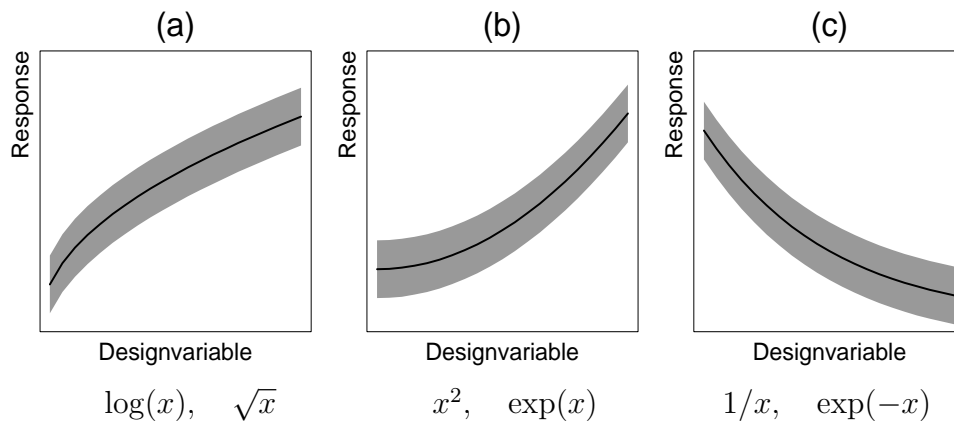 (a) (b) (c)
Response Response Response
Designvariable Designvariable Designvariable
log(x), √x x², exp(x) 1/x, exp(−x)